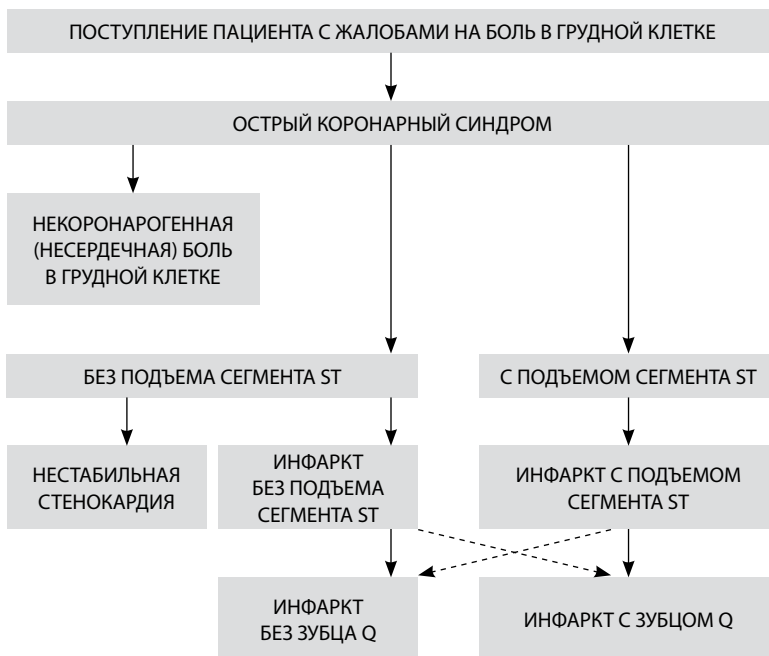 ПОСТУПЛЕНИЕ ПАЦИЕНТА С ЖАЛОБАМИ НА БОЛЬ В ГРУДНОЙ КЛЕТКЕ
ОСТРЫЙ КОРОНАРНЫЙ СИНДРОМ
НЕКОРОНАРОГЕННАЯ
(НЕСЕРДЕЧНАЯ) БОЛЬ
В ГРУДНОЙ КЛЕТКЕ
БЕЗ ПОДЪЕМА СЕГМЕНТА ST
С ПОДЪЕМОМ СЕГМЕНТА ST
НЕСТАБИЛЬНАЯ
СТЕНОКАРДИЯ
ИНФАРКТ
БЕЗ ПОДЪЕМА
СЕГМЕНТА ST
ИНФАРКТ С ПОДЪЕМОМ
СЕГМЕНТА ST
ИНФАРКТ
БЕЗ ЗУБЦА Q
ИНФАРКТ С ЗУБЦОМ Q